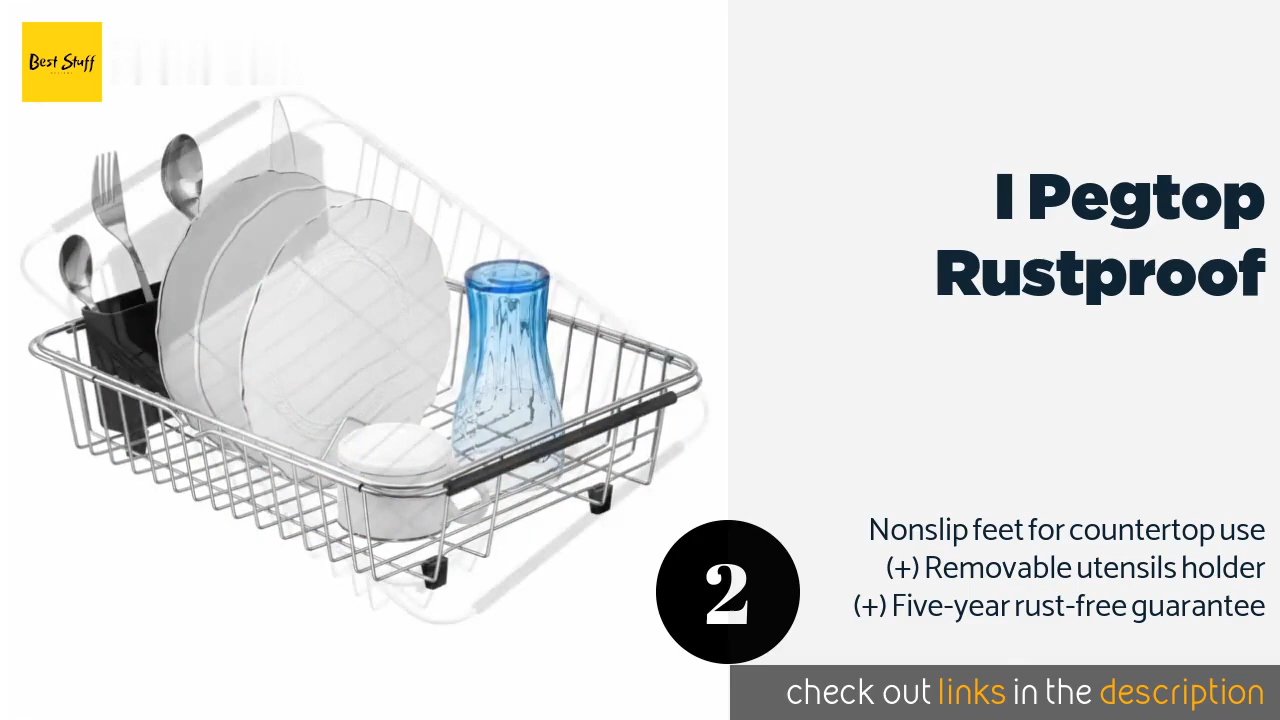 Best Stuff
I Pegtop
Rustproof
Nonslip feet for countertop use
(+) Removable utensils holder
(+) Five-year rust-free guarantee
2
check out links in the description